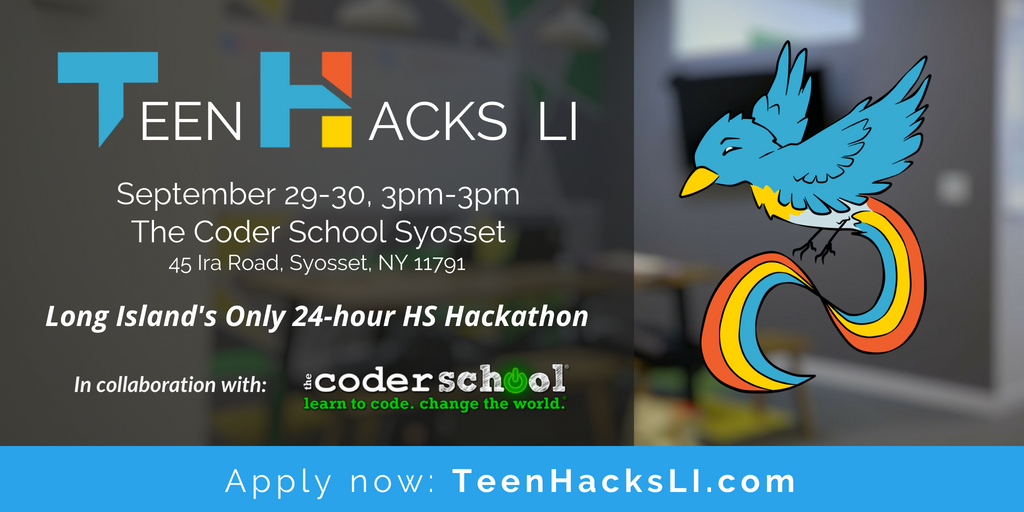 TEEN HACKS LI
September 29-30, 3pm-3pm
The Coder School Syosset
45 Ira Road, Syosset, NY 11791
Long Island's Only 24-hour HS Hackathon
In collaboration with:
the coder school®
learn to code. change the world.®
Apply now: TeenHacksLI.com